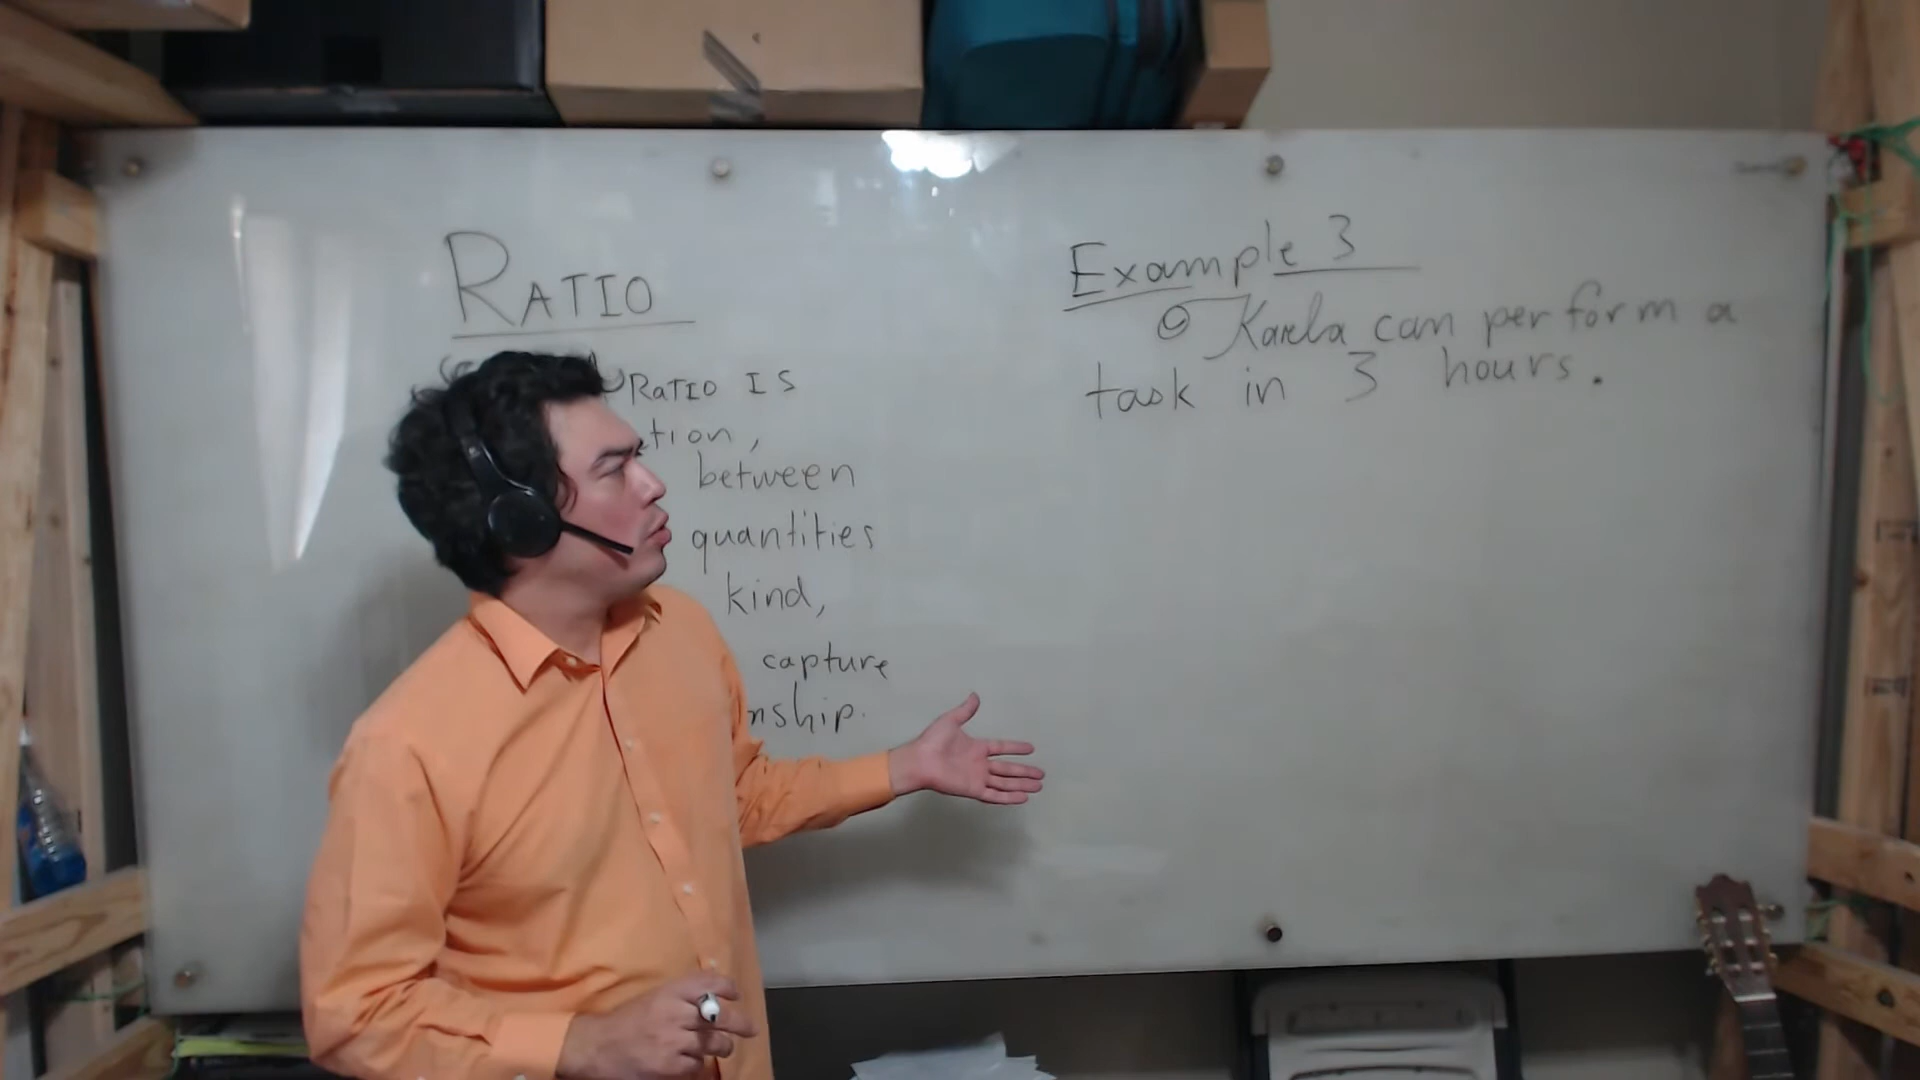 RATIO
RATIO IS
tion,
between
quantities
kind,
capture
nship.
Example 3
Karla can perform a
task in 3 hours.